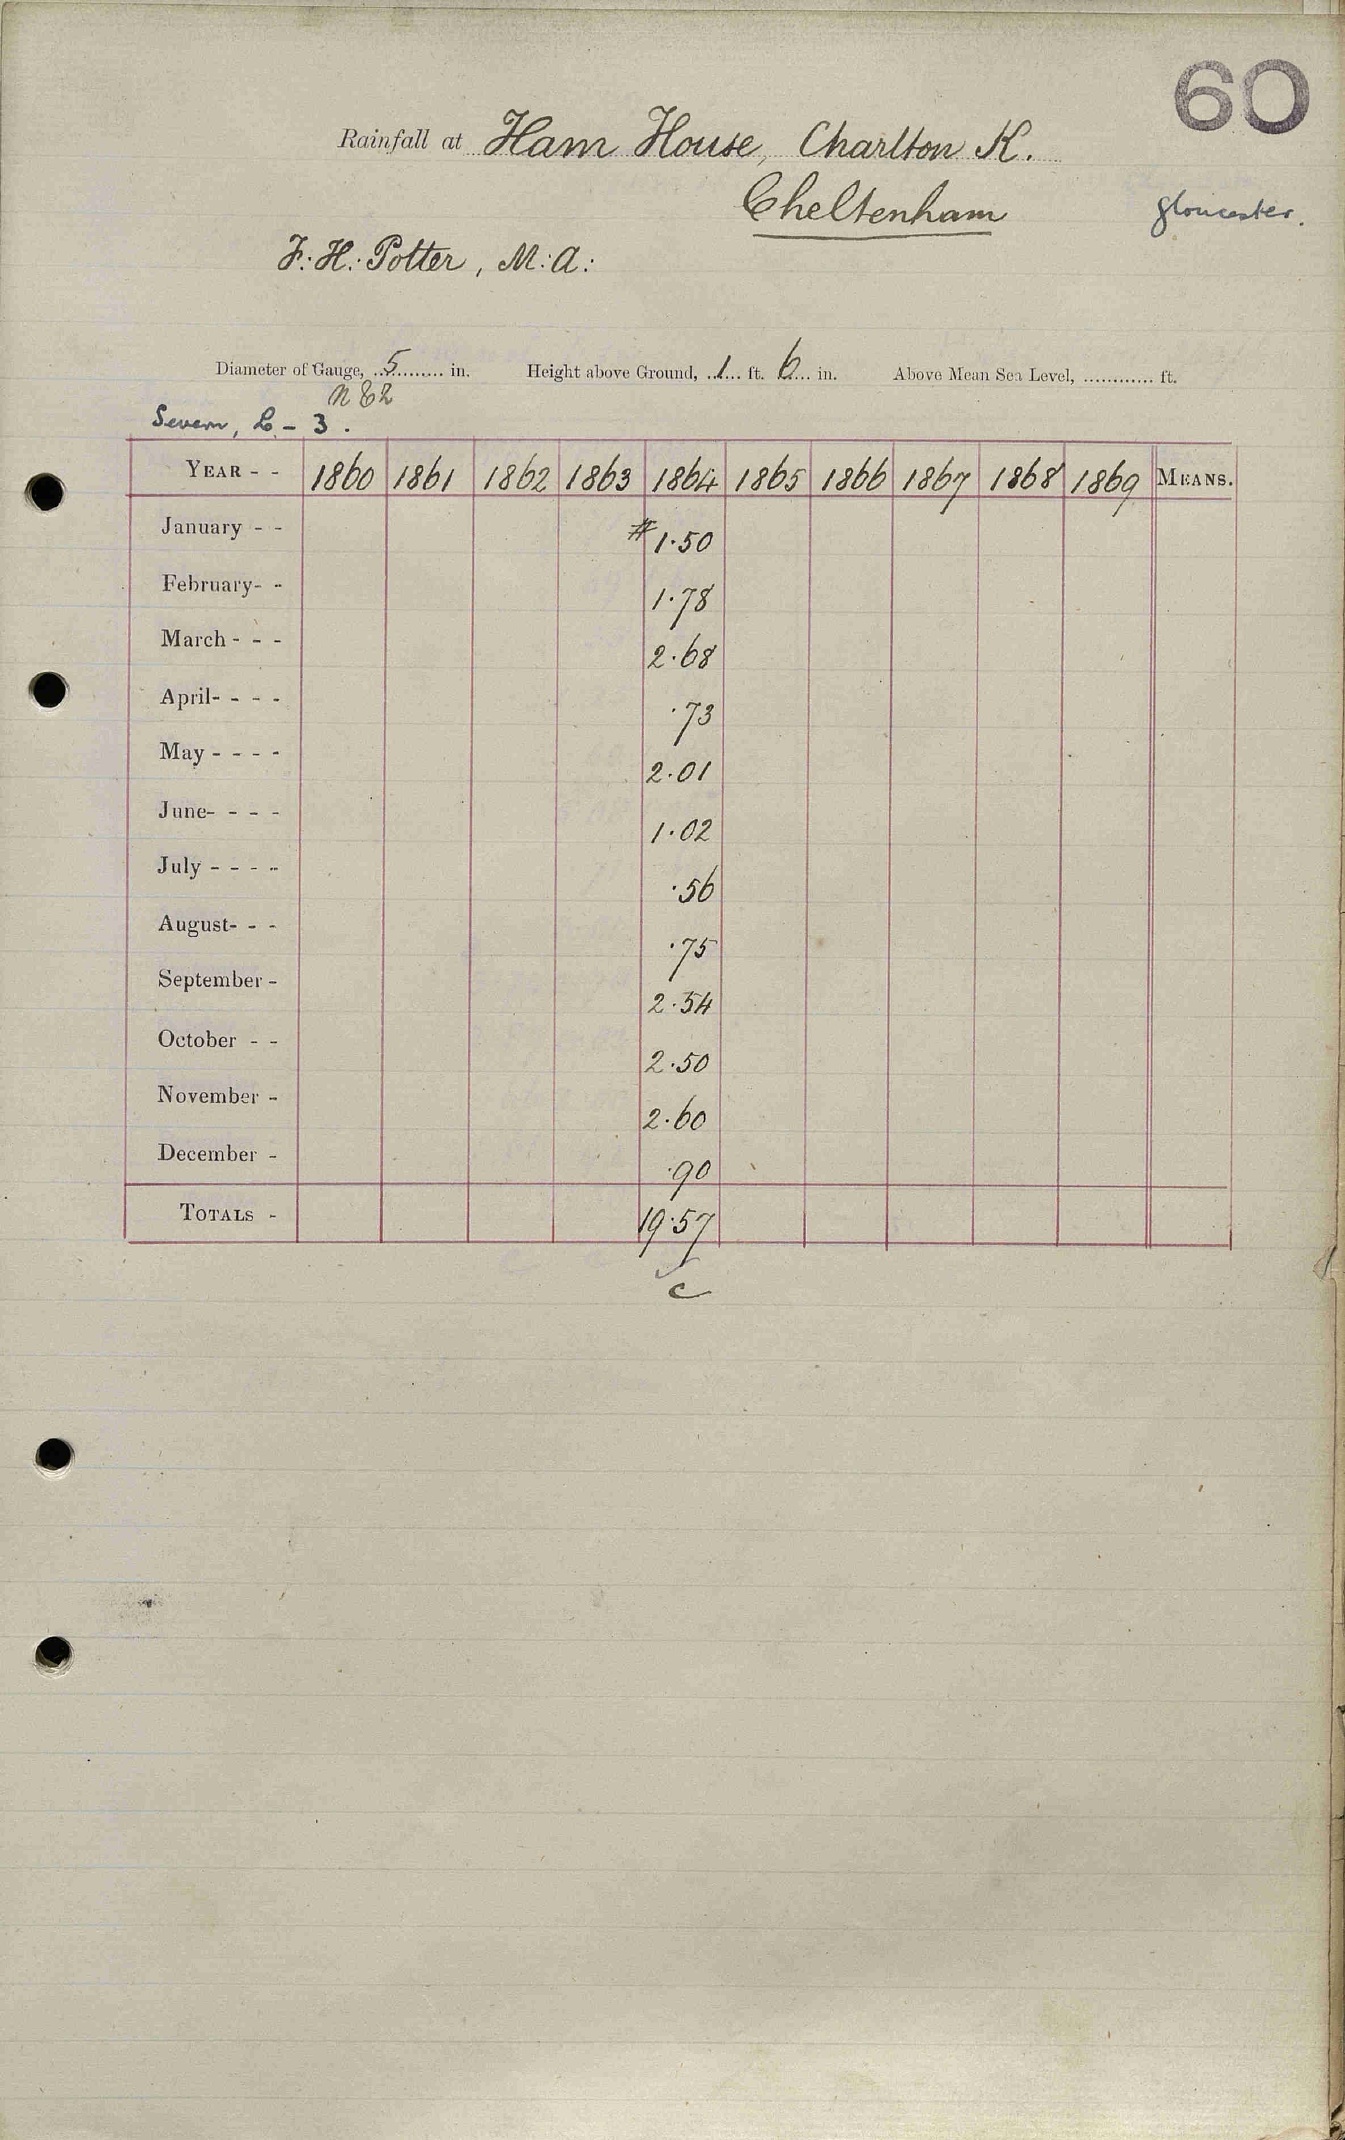 60
Rainfall at Ham House, Charlton K.
Cheltenham
Gloucester.
F. H. Potter, M. A.
Diameter of Gauge, 5 in. Height above Ground, 1 ft. 6 in. Above Mean Sea Level, ............ ft.
N E 2
Severn, L - 3.
YEAR - - 1860 1861 1862 1863 1864 1865 1866 1867 1868 1869 MEANS.
January - - # 1.50
February- - 1.78
March - - - 2.68
April- - - - .73
May - - - - 2.01
June- - - - 1.02
July - - - - .56
August- - - .75
September - 2.54
October - - 2.50
November - 2.60
December - .90
TOTALS - 19.57
c